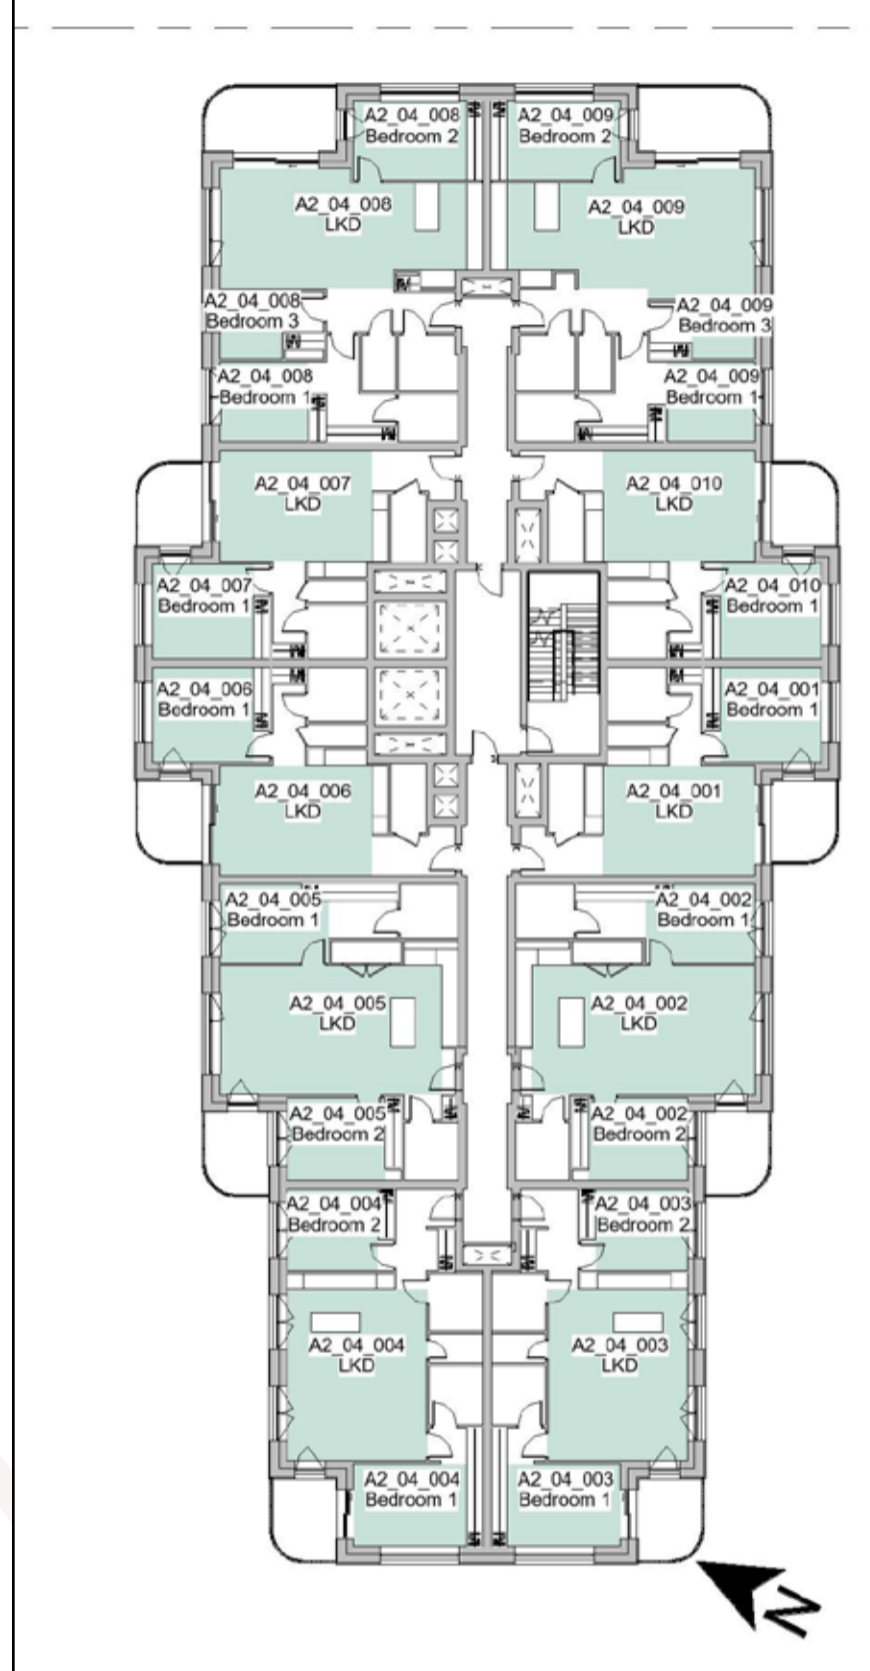 A2_04_008
Bedroom 2
A2_04_009
Bedroom 2
A2_04_008
LKD
A2_04_009
LKD
A2_04_008
Bedroom 3
A2_04_009
Bedroom 3
A2_04_008
Bedroom 1
A2_04_009
Bedroom 1
A2_04_007
LKD
A2_04_010
LKD
A2_04_007
Bedroom 1
A2_04_010
Bedroom 1
A2_04_006
Bedroom 1
A2_04_001
Bedroom 1
A2_04_006
LKD
A2_04_001
LKD
A2_04_005
Bedroom 1
A2_04_002
Bedroom 1
A2_04_005
LKD
A2_04_002
LKD
A2_04_005
Bedroom 2
A2_04_002
Bedroom 2
A2_04_004
Bedroom 2
A2_04_003
Bedroom 2
A2_04_004
LKD
A2_04_003
LKD
A2_04_004
Bedroom 1
A2_04_003
Bedroom 1
N